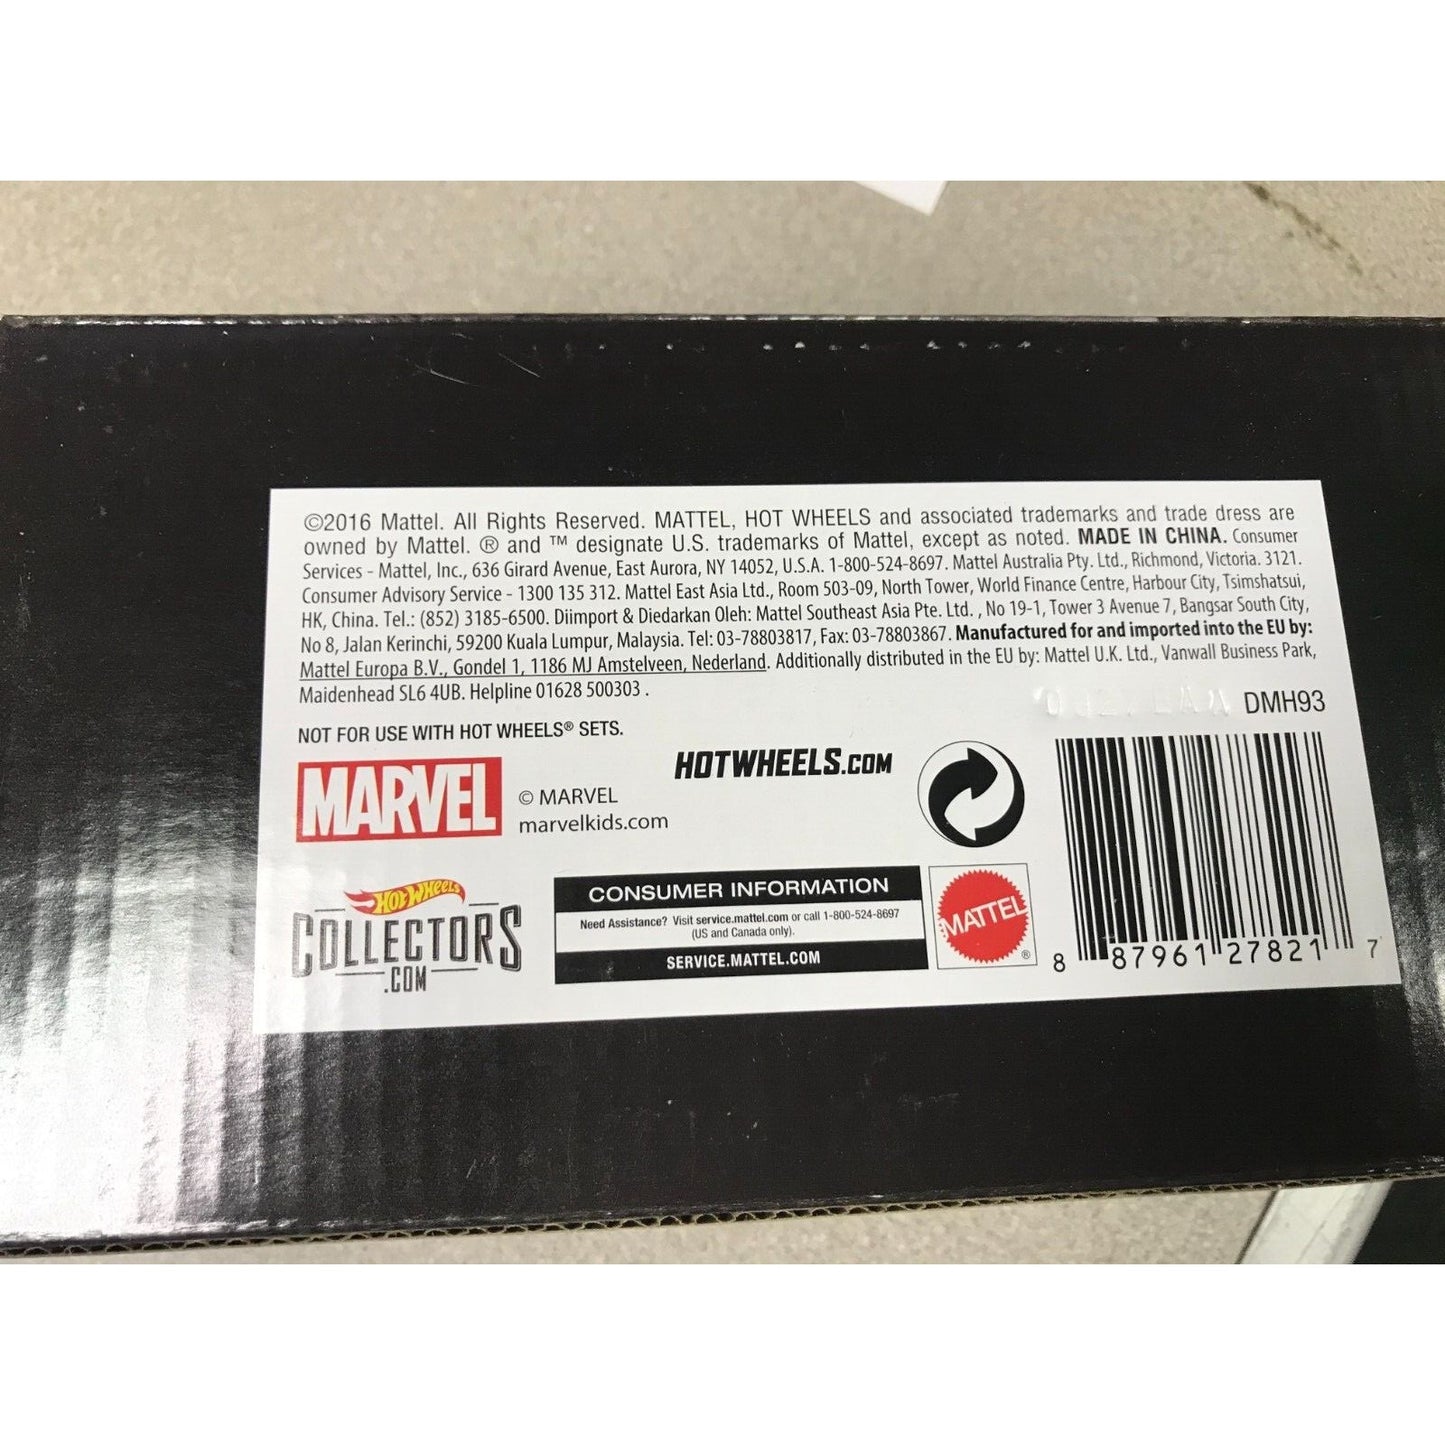 ©2016 Mattel. All Rights Reserved. MATTEL, HOT WHEELS and associated trademarks and trade dress are
owned by Mattel. ® and ™ designate U.S. trademarks of Mattel, except as noted. MADE IN CHINA. Consumer
Services - Mattel, Inc., 636 Girard Avenue, East Aurora, NY 14052, U.S.A. 1-800-524-8697. Mattel Australia Pty. Ltd., Richmond, Victoria. 3121.
Consumer Advisory Service - 1300 135 312. Mattel East Asia Ltd., Room 503-09, North Tower, World Finance Centre, Harbour City, Tsimshatsui,
HK, China. Tel.: (852) 3185-6500. Diimport & Diedarkan Oleh: Mattel Southeast Asia Pte. Ltd. , No 19-1, Tower 3 Avenue 7, Bangsar South City,
No 8, Jalan Kerinchi, 59200 Kuala Lumpur, Malaysia. Tel: 03-78803817, Fax: 03-78803867. Manufactured for and imported into the EU by:
Mattel Europa B.V., Gondel 1, 1186 MJ Amstelveen, Nederland. Additionally distributed in the EU by: Mattel U.K. Ltd., Vanwall Business Park,
Maidenhead SL6 4UB. Helpline 01628 500303 .
DMH93
NOT FOR USE WITH HOT WHEELS® SETS.
MARVEL
© MARVEL
marvelkids.com
HOTWHEELS.COM
HOT WHEELS
COLLECTORS
.COM
CONSUMER INFORMATION
Need Assistance? Visit service.mattel.com or call 1-800-524-8697
(US and Canada only).
SERVICE.MATTEL.COM
MATTEL®
8 87961 27821 7